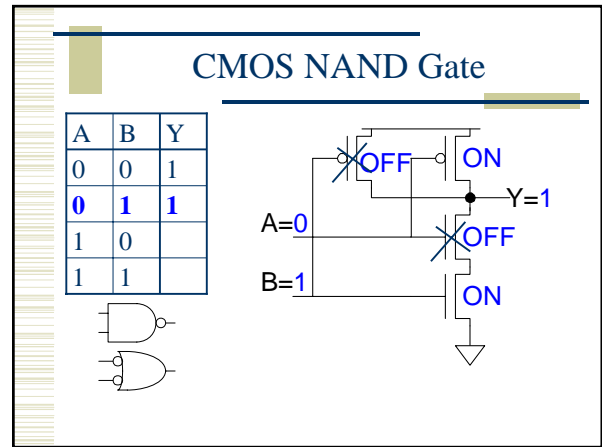 CMOS NAND Gate
A B Y
0 0 1
0 1 1
1 0
1 1
OFF ON
Y=1
A=0
OFF
B=1
ON